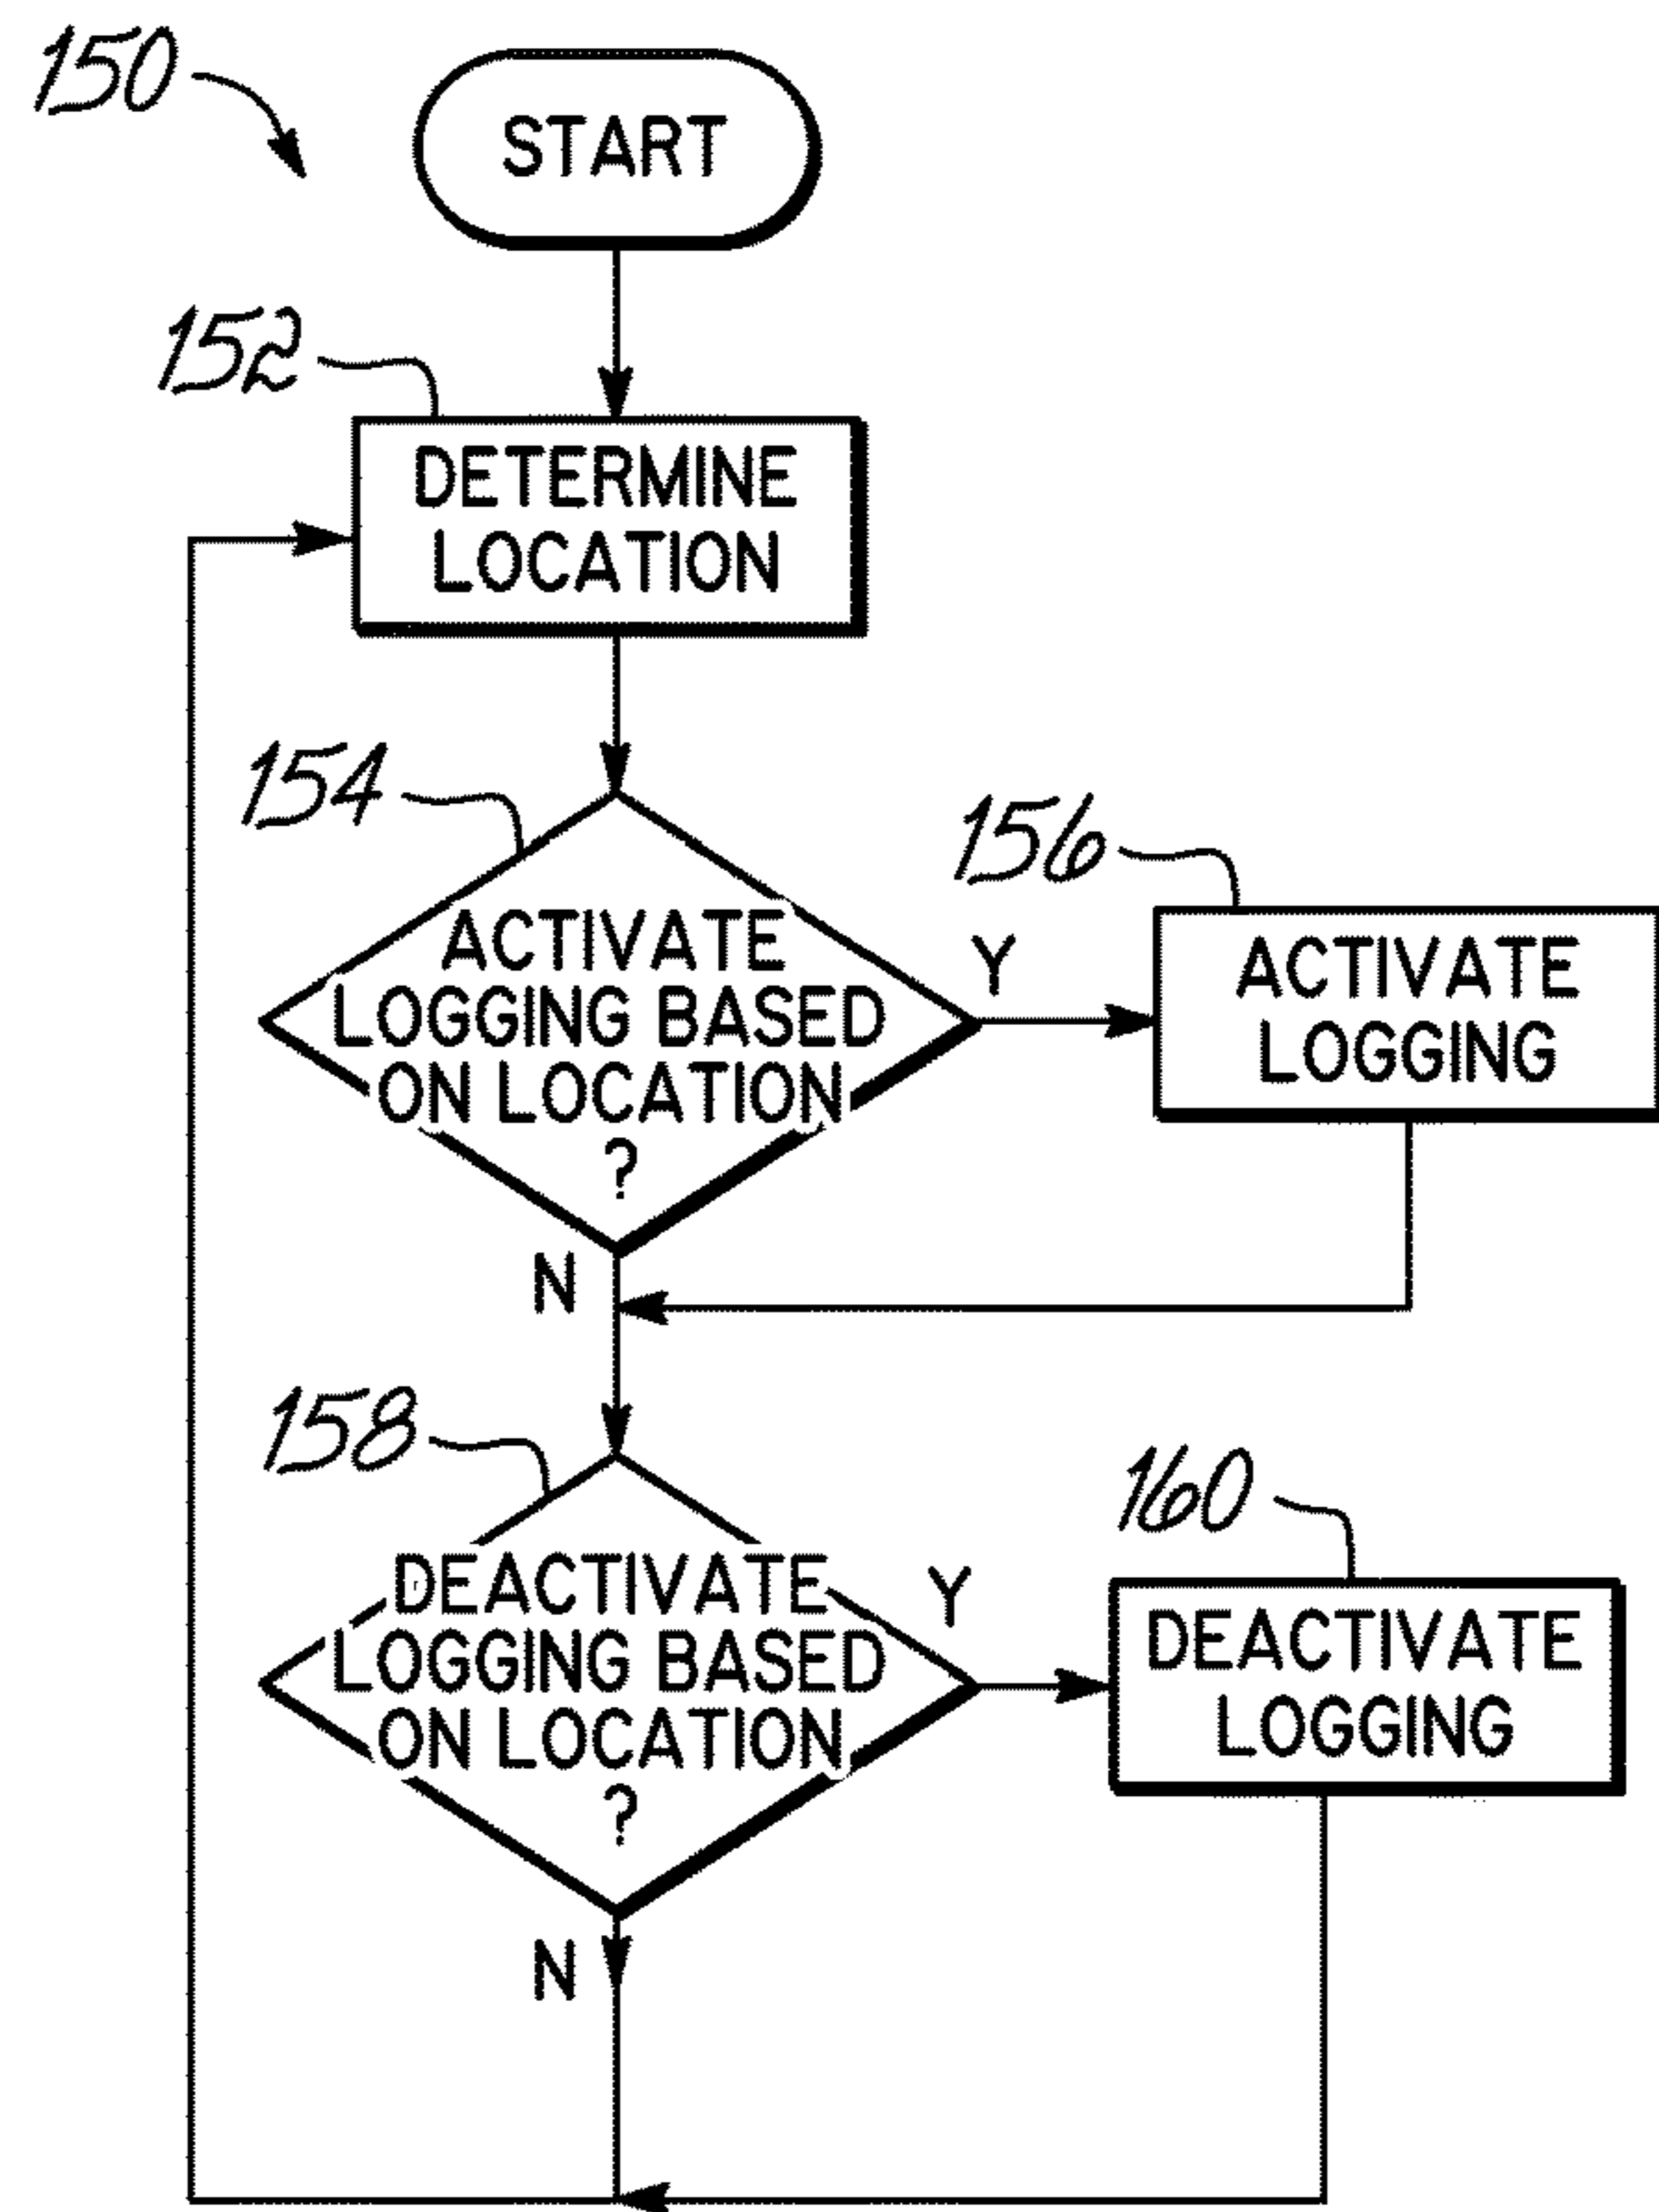 150
START
152
DETERMINE
LOCATION
154
ACTIVATE
LOGGING BASED
ON LOCATION
?
Y
156
ACTIVATE
LOGGING
N
158
DEACTIVATE
LOGGING BASED
ON LOCATION
?
Y
160
DEACTIVATE
LOGGING
N